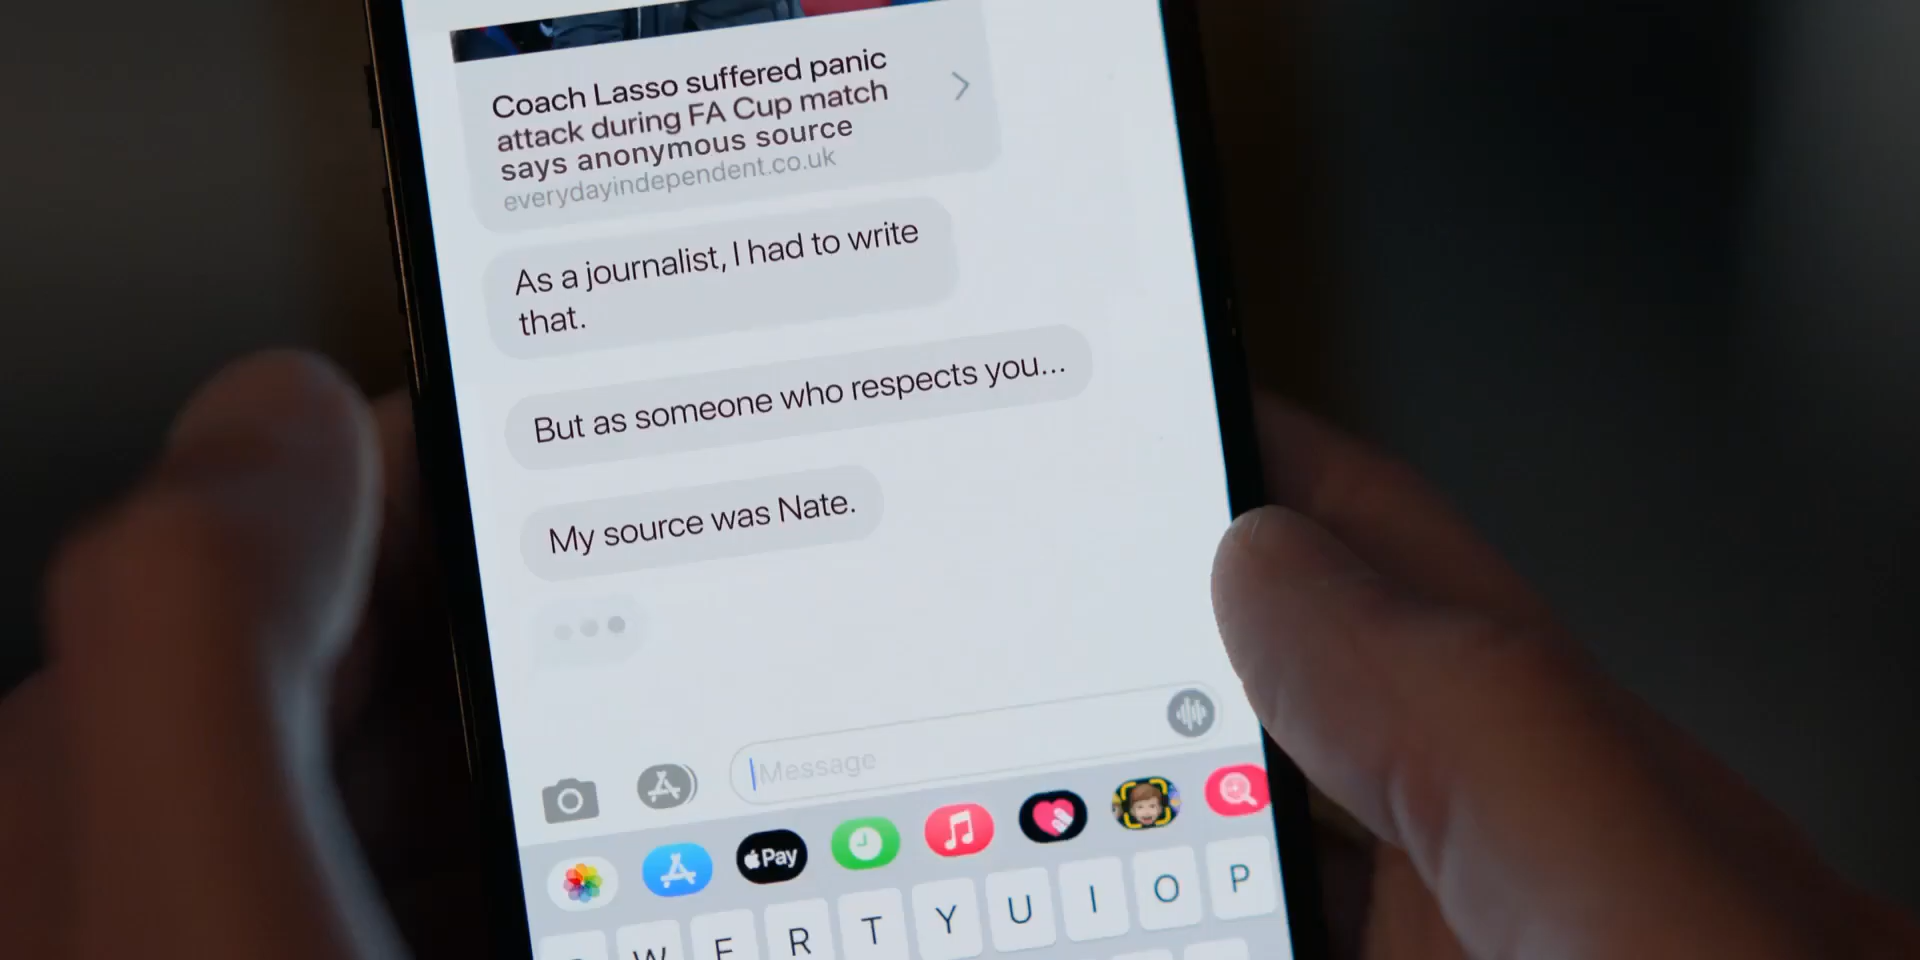 Coach Lasso suffered panic
attack during FA Cup match
says anonymous source
everydayindependent.co.uk
As a journalist, I had to write
that.
But as someone who respects you...
My source was Nate.
Message
Pay
W E R T Y U I O P